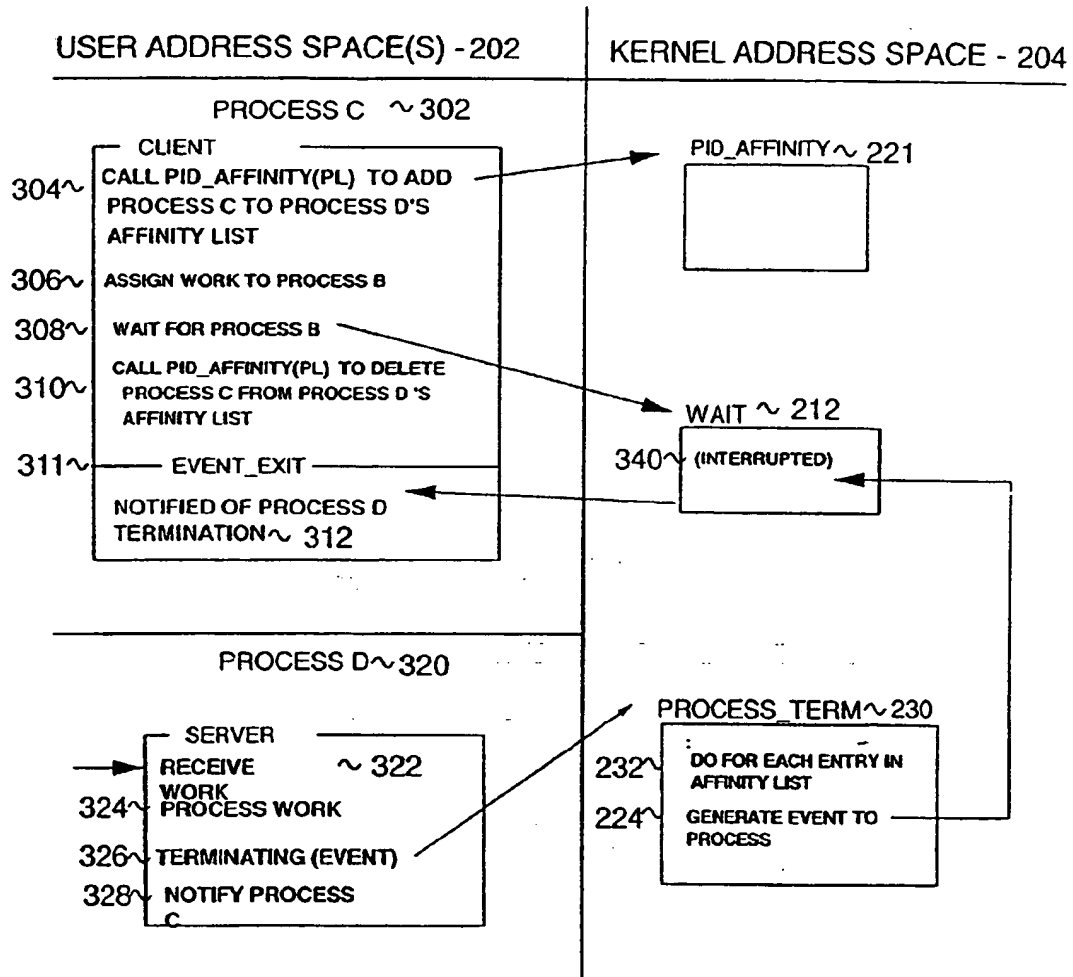 USER ADDRESS SPACE(S) - 202
KERNEL ADDRESS SPACE - 204
PROCESS C ~ 302
CLIENT
304~ CALL PID_AFFINITY(PL) TO ADD
PROCESS C TO PROCESS D'S
AFFINITY LIST
306~ ASSIGN WORK TO PROCESS B
308~ WAIT FOR PROCESS B
CALL PID_AFFINITY(PL) TO DELETE
310~ PROCESS C FROM PROCESS D 'S
AFFINITY LIST
311~ EVENT_EXIT
NOTIFIED OF PROCESS D
TERMINATION~ 312
PID_AFFINITY~ 221
WAIT ~ 212
340~ (INTERRUPTED)
PROCESS D~320
SERVER
RECEIVE ~ 322
WORK
324~ PROCESS WORK
326~ TERMINATING (EVENT)
328~ NOTIFY PROCESS
C
PROCESS_TERM~230
232~ DO FOR EACH ENTRY IN
AFFINITY LIST
224~ GENERATE EVENT TO
PROCESS